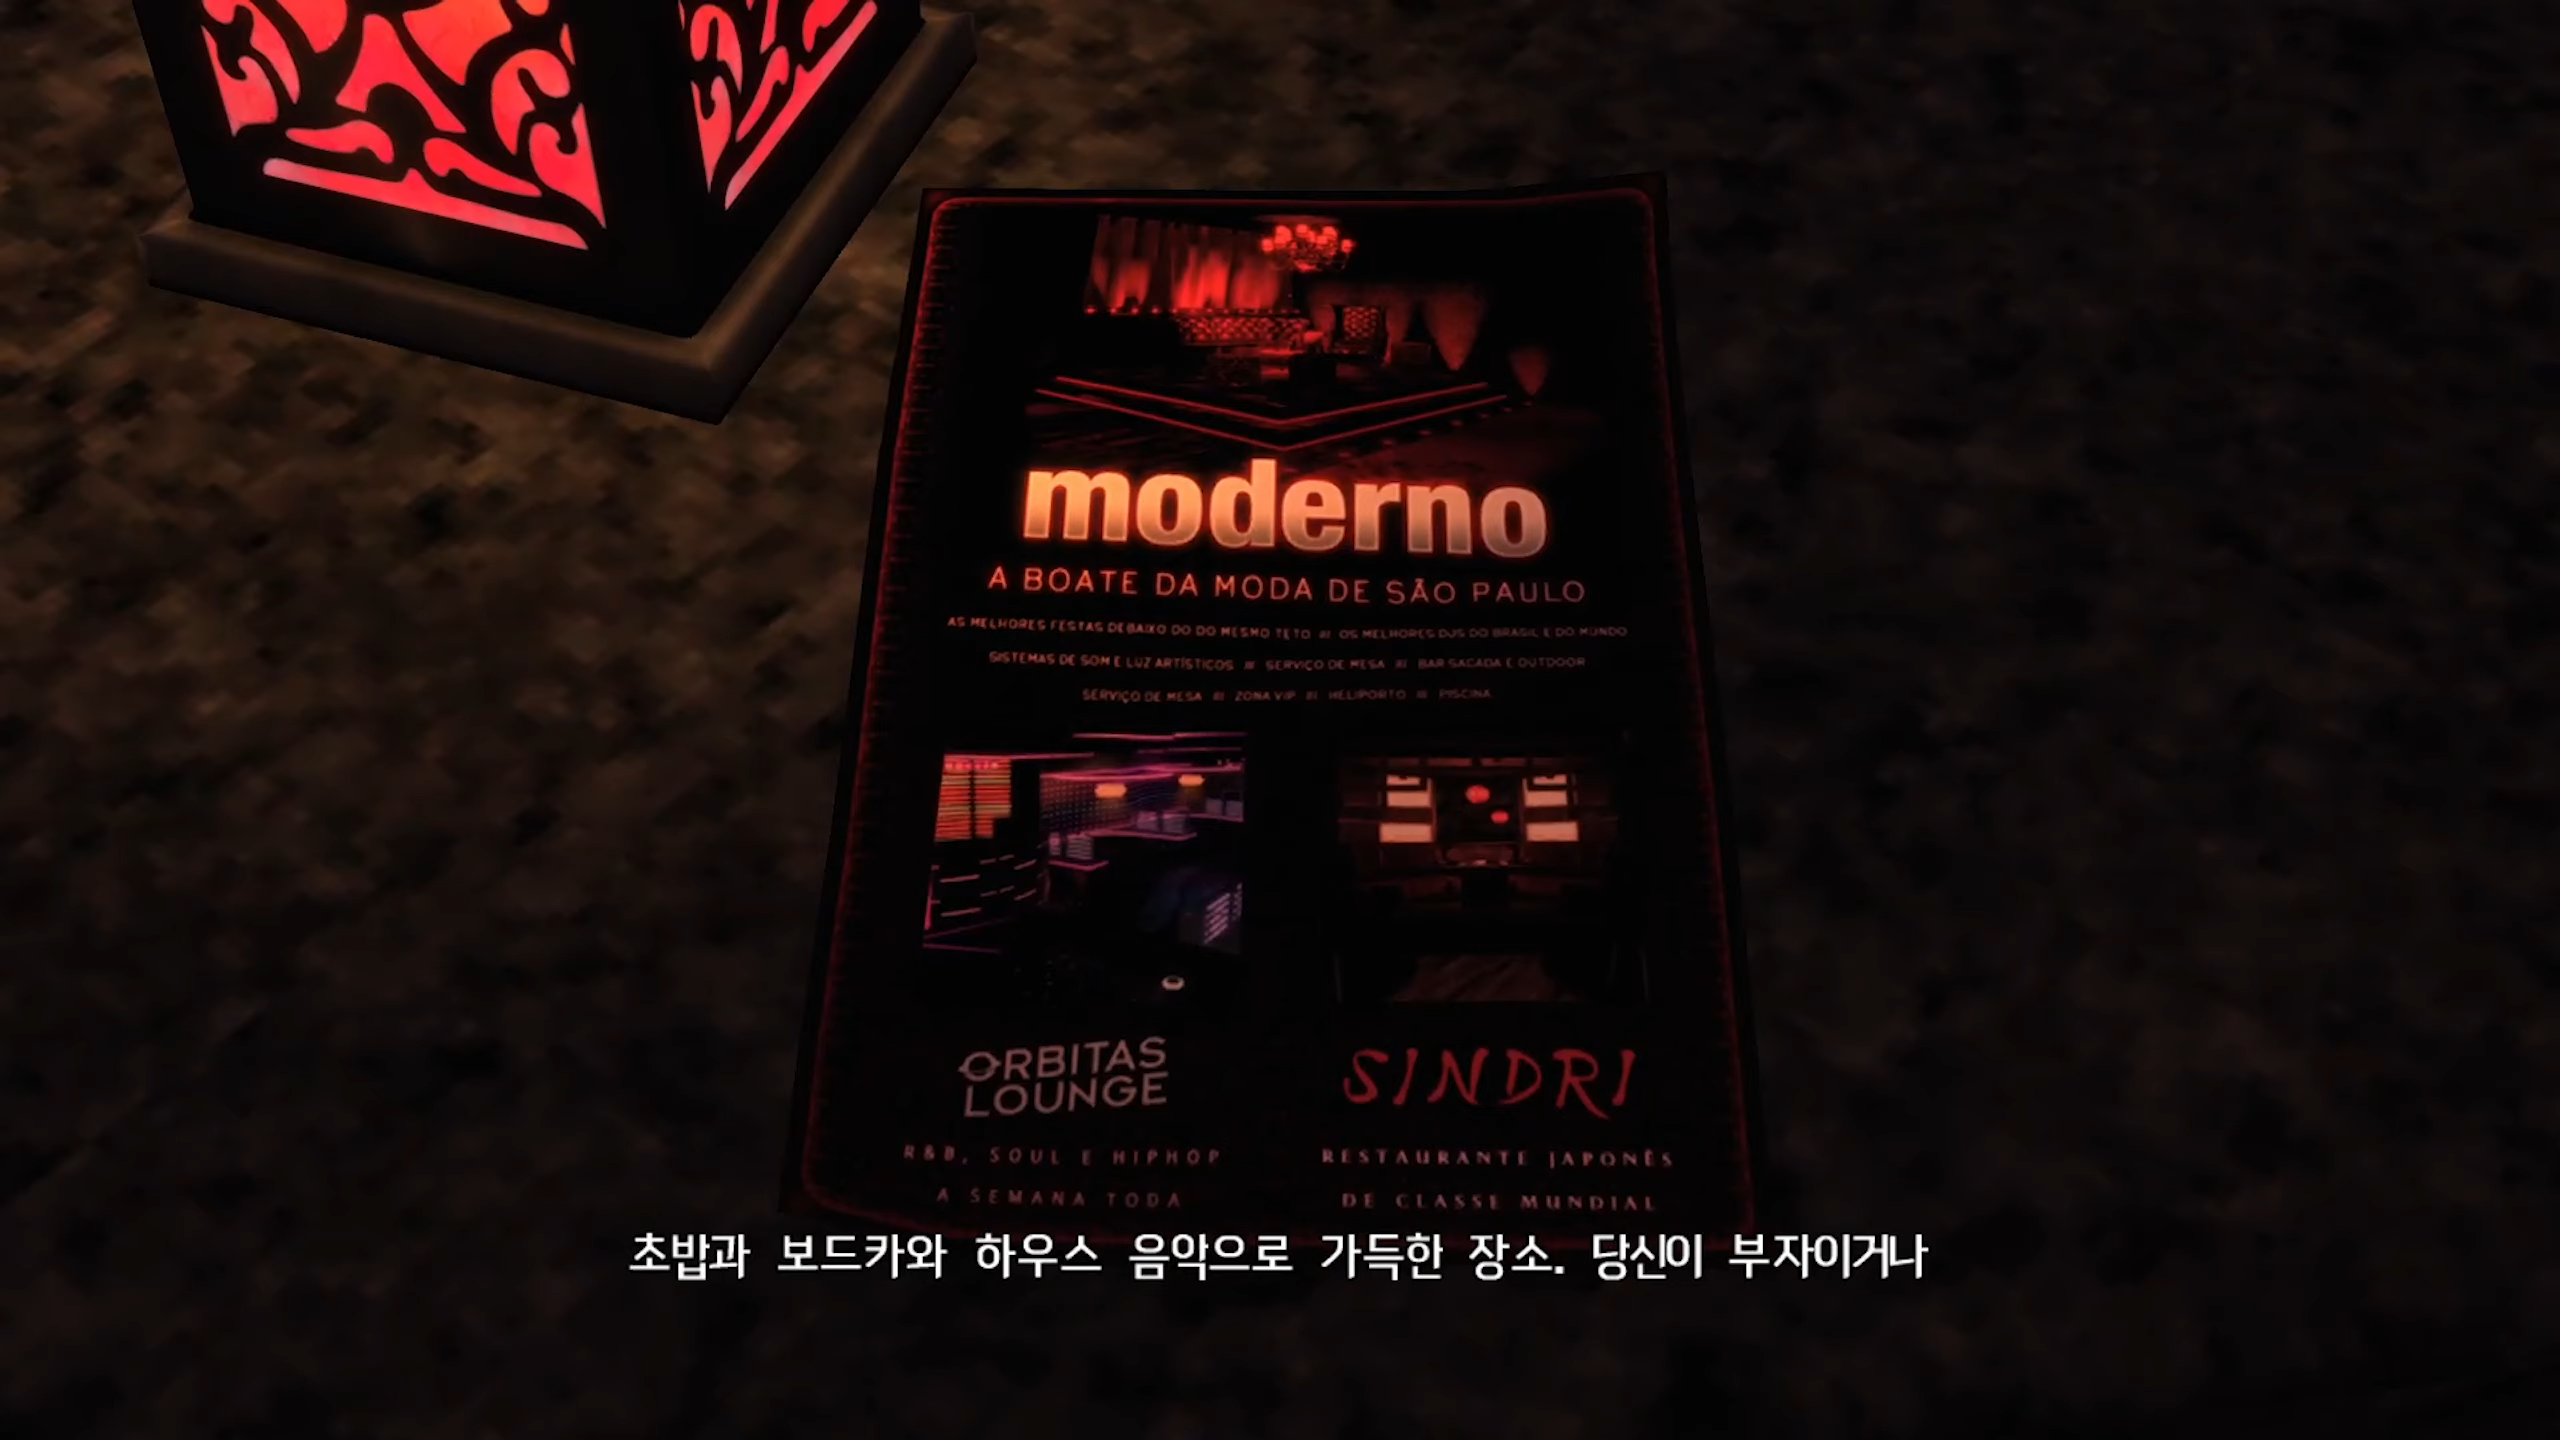 moderno
A BOATE DA MODA DE SÃO PAULO
AS MELHORES FESTAS DEBAIXO DO DO MESMO TETO /// OS MELHORES DJS DO BRASIL E DO MUNDO
SISTEMAS DE SOM E LUZ ARTÍSTICOS /// SERVIÇO DE MESA /// BAR SACADA E OUTDOOR
SERVIÇO DE MESA /// ZONA VIP /// HELIPORTO /// PISCINA
ORBITAS
LOUNGE
R&B, SOUL E HIPHOP
A SEMANA TODA
SINDRI
RESTAURANTE JAPONÊS
DE CLASSE MUNDIAL
초밥과 보드카와 하우스 음악으로 가득한 장소. 당신이 부자이거나